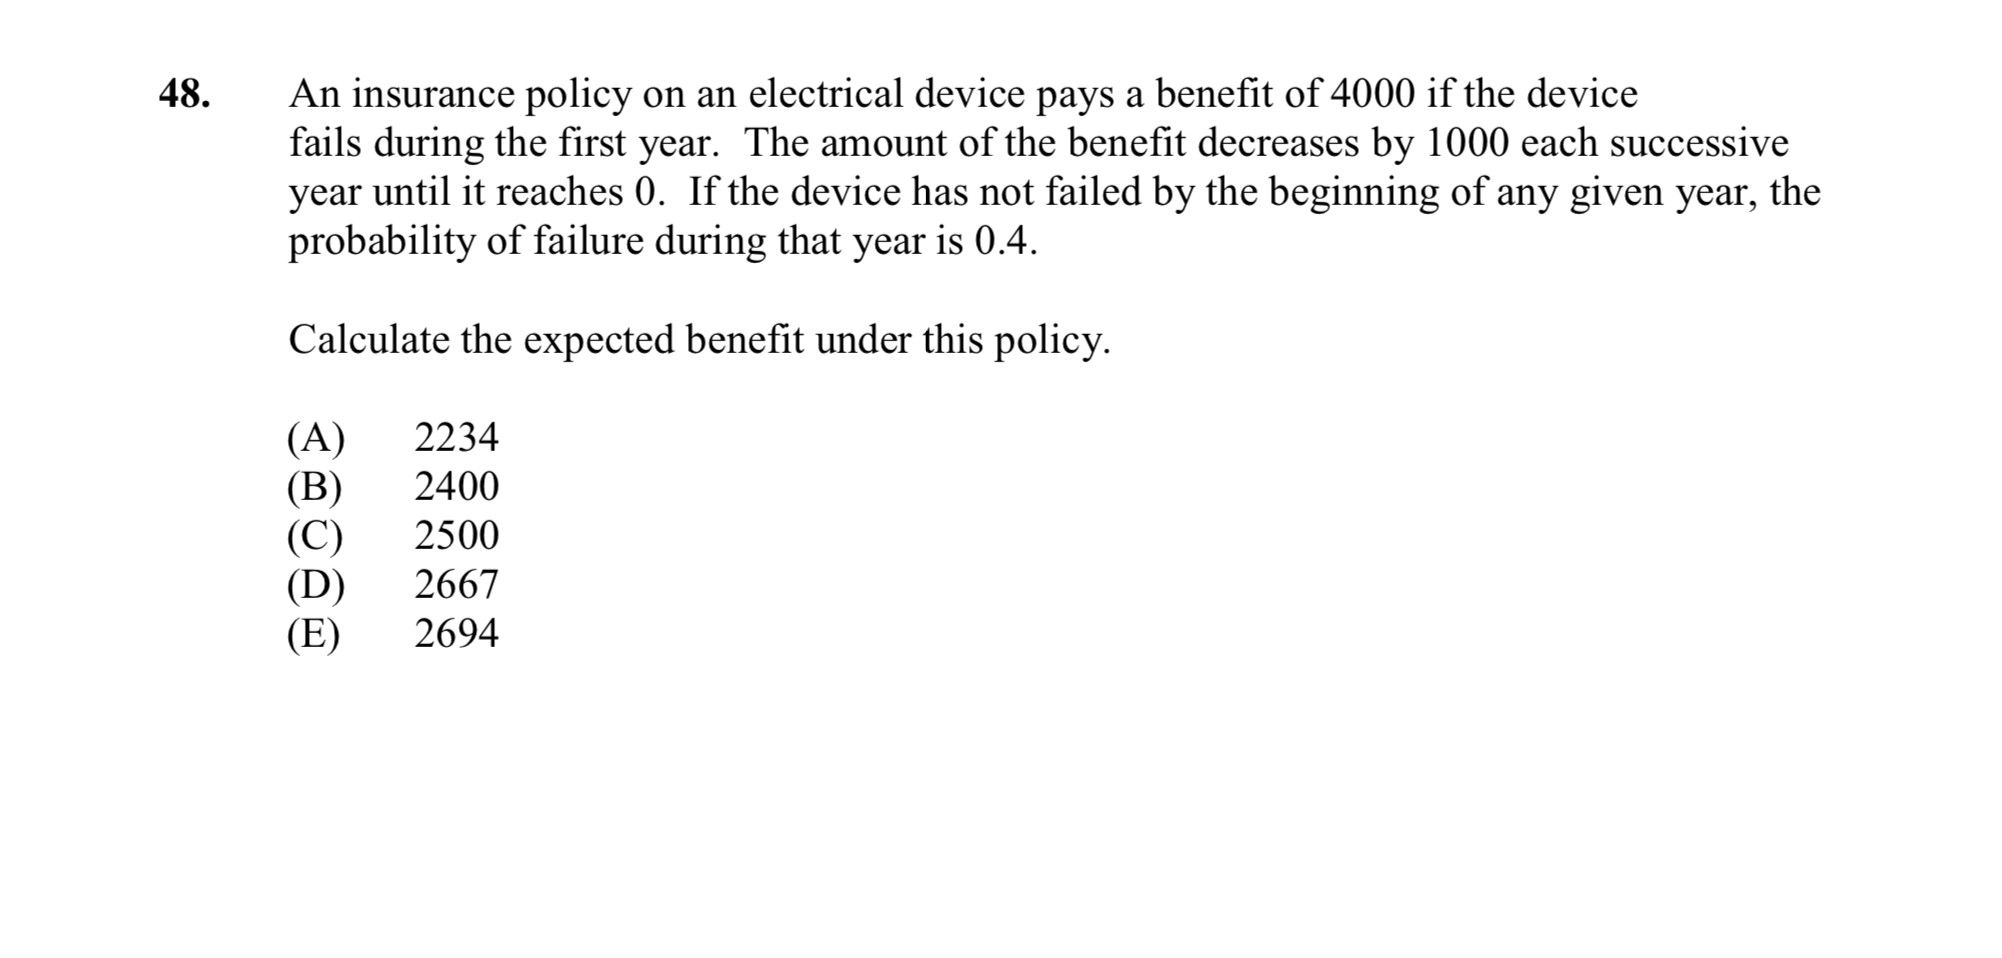 48. An insurance policy on an electrical device pays a benefit of 4000 if the device
fails during the first year. The amount of the benefit decreases by 1000 each successive
year until it reaches 0. If the device has not failed by the beginning of any given year, the
probability of failure during that year is 0.4.
Calculate the expected benefit under this policy.
(A) 2234
(B) 2400
(C) 2500
(D) 2667
(E) 2694